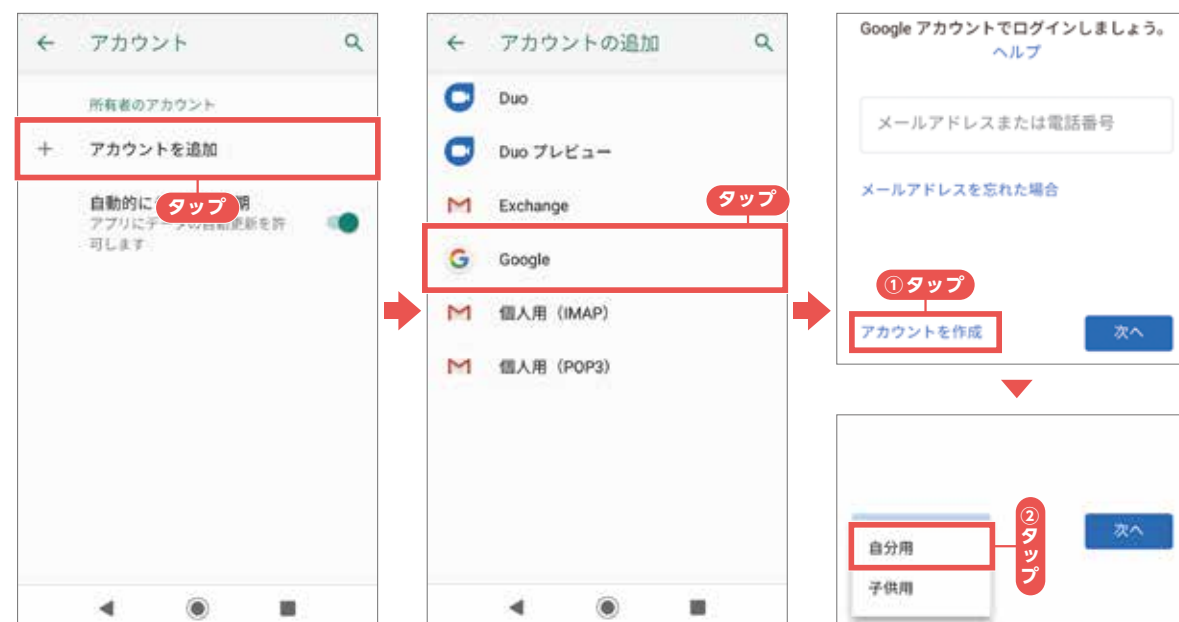 アカウント
所有者のアカウント
アカウントを追加
自動的に
タップ
期
アプリにデータの自動更新を許
可します
アカウントの追加
Duo
Duo プレビュー
Exchange
タップ
Google
個人用（IMAP）
個人用（POP3）
Google アカウントでログインしましょう。
ヘルプ
メールアドレスまたは電話番号
メールアドレスを忘れた場合
①タップ
アカウントを作成
次へ
②タップ
次へ
自分用
子供用